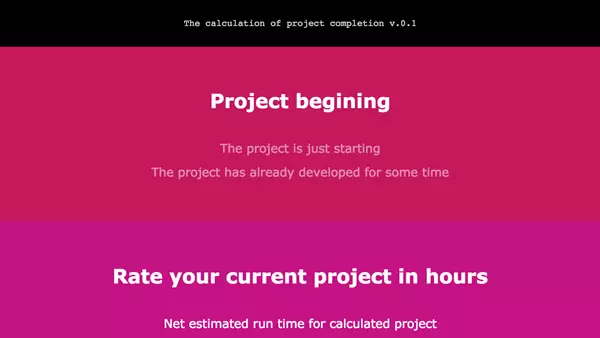 The calculation of project completion v.0.1
Project begining
The project is just starting
The project has already developed for some time
Rate your current project in hours
Net estimated run time for calculated project